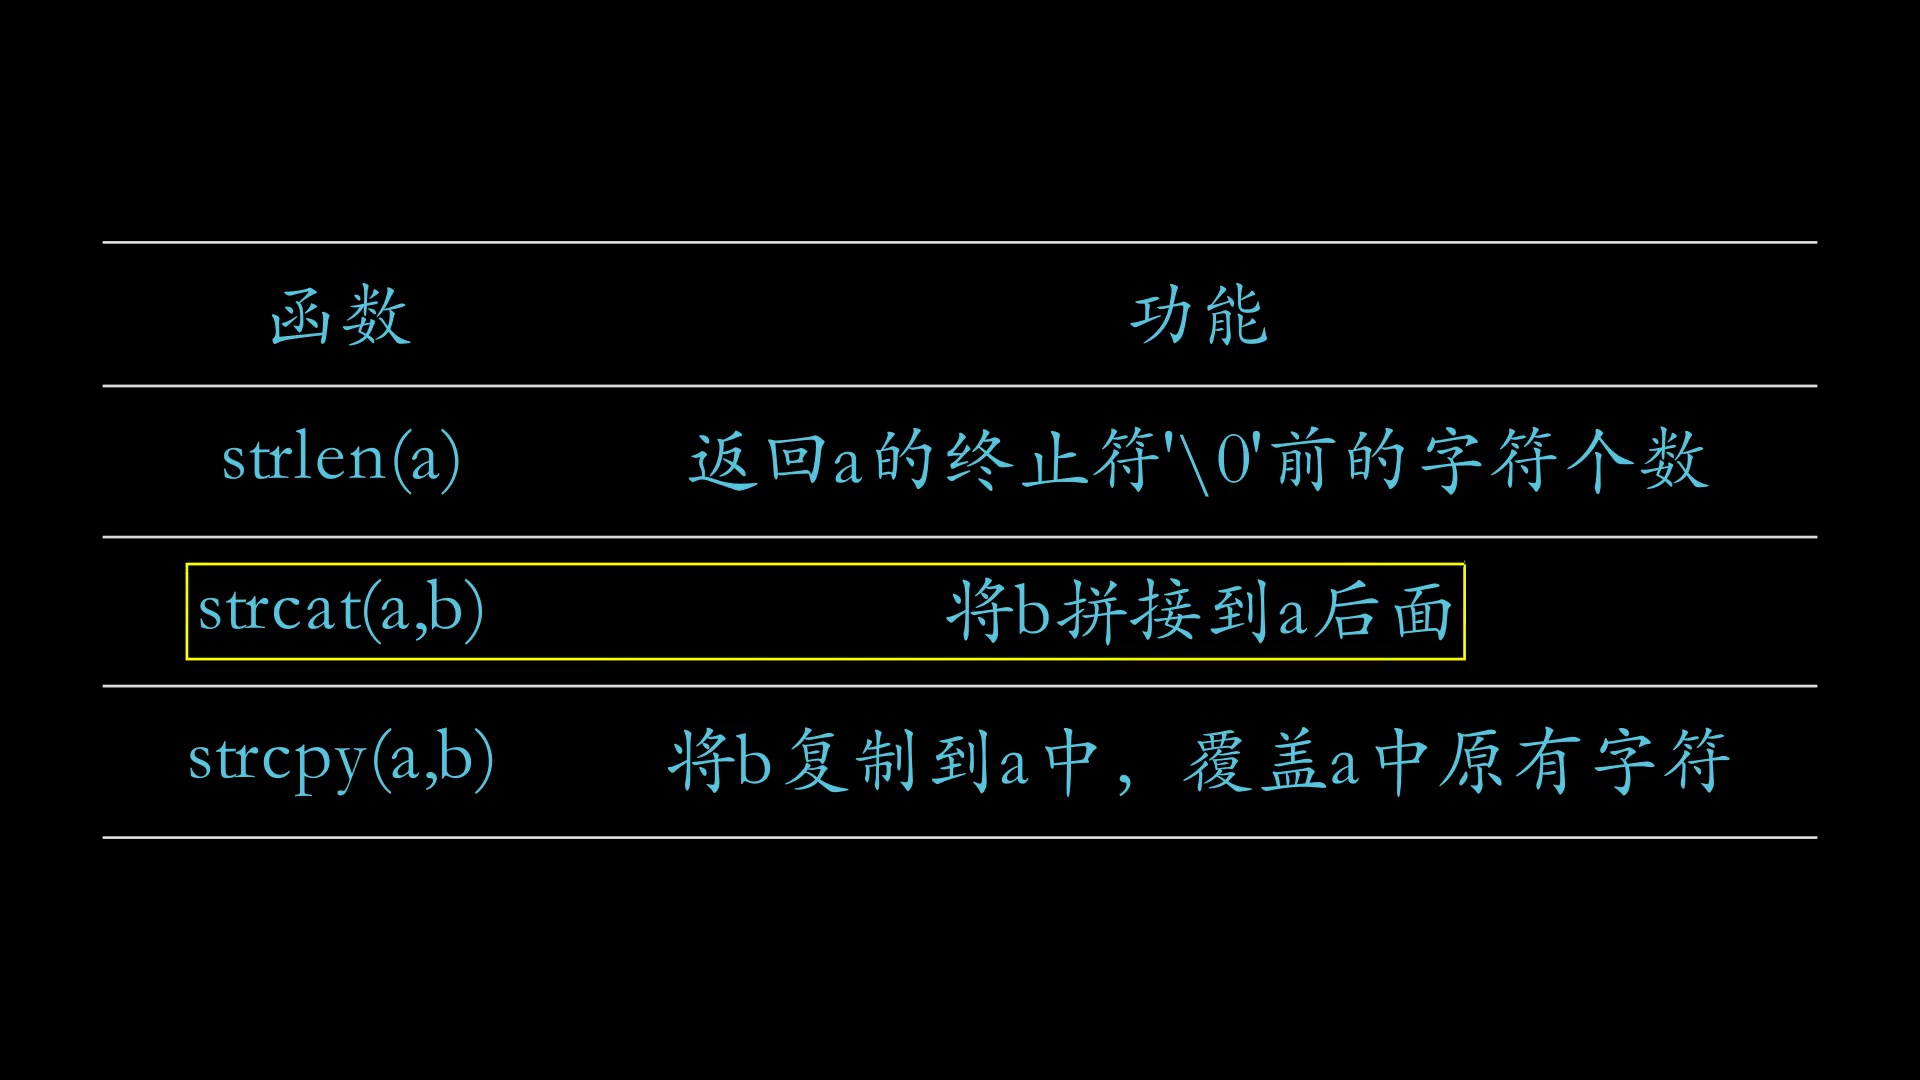 函数 功能
strlen(a) 返回a的终止符'\0'前的字符个数
strcat(a,b) 将b拼接到a后面
strcpy(a,b) 将b复制到a中，覆盖a中原有字符